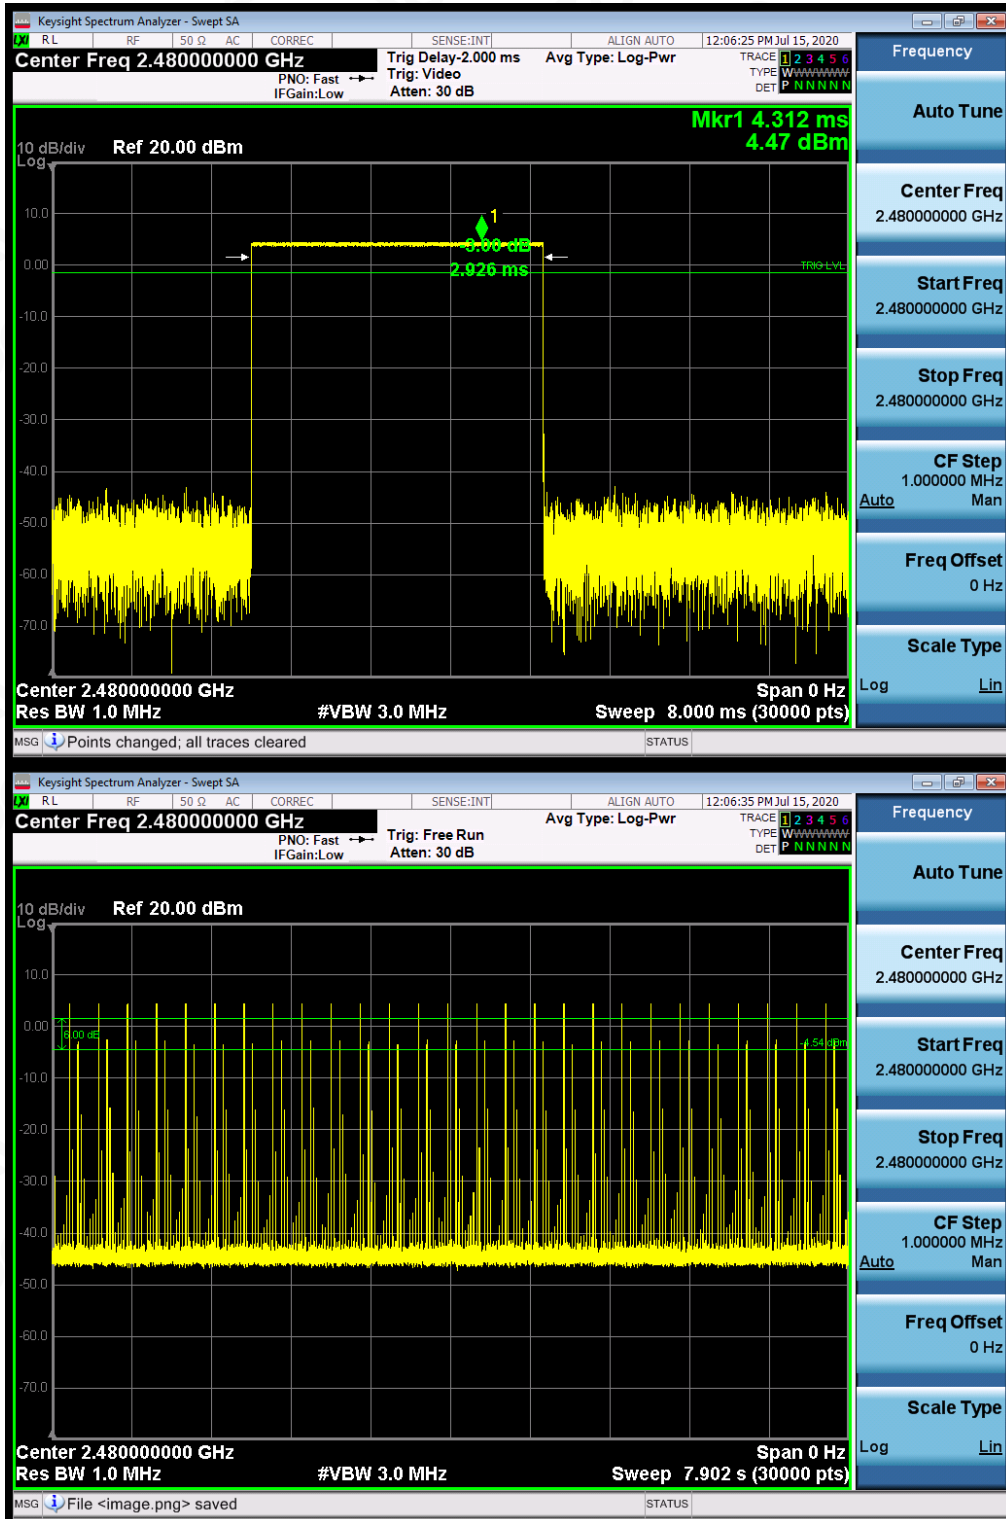 Keysight Spectrum Analyzer - Swept SA
LXI RL RF 50 Ω AC CORREC SENSE:INT ALIGN AUTO 12:06:25 PM Jul 15, 2020
Center Freq 2.480000000 GHz
PNO: Fast
IFGain:Low
Trig Delay-2.000 ms
Trig: Video
Atten: 30 dB
Avg Type: Log-Pwr
TRACE 1 2 3 4 5 6
TYPE WWWWWWW
DET P N N N N N
Mkr1 4.312 ms
4.47 dBm
10 dB/div Ref 20.00 dBm
Log
10.0
0.00
-10.0
-20.0
-30.0
-40.0
-50.0
-60.0
-70.0
1
-3.00 dB
2.926 ms
TRIG LVL
Center 2.480000000 GHz Span 0 Hz
Res BW 1.0 MHz #VBW 3.0 MHz Sweep 8.000 ms (30000 pts)
MSG Points changed; all traces cleared STATUS
Frequency
Auto Tune
Center Freq
2.480000000 GHz
Start Freq
2.480000000 GHz
Stop Freq
2.480000000 GHz
CF Step
1.000000 MHz
Auto Man
Freq Offset
0 Hz
Scale Type
Log Lin
Keysight Spectrum Analyzer - Swept SA
LXI RL RF 50 Ω AC CORREC SENSE:INT ALIGN AUTO 12:06:35 PM Jul 15, 2020
Center Freq 2.480000000 GHz
PNO: Fast
IFGain:Low
Trig: Free Run
Atten: 30 dB
Avg Type: Log-Pwr
TRACE 1 2 3 4 5 6
TYPE WWWWWWW
DET P N N N N N
10 dB/div Ref 20.00 dBm
Log
10.0
0.00
-10.0
-20.0
-30.0
-40.0
-50.0
-60.0
-70.0
6.00 dB
-4.54 dBm
Center 2.480000000 GHz Span 0 Hz
Res BW 1.0 MHz #VBW 3.0 MHz Sweep 7.902 s (30000 pts)
MSG File <image.png> saved STATUS
Frequency
Auto Tune
Center Freq
2.480000000 GHz
Start Freq
2.480000000 GHz
Stop Freq
2.480000000 GHz
CF Step
1.000000 MHz
Auto Man
Freq Offset
0 Hz
Scale Type
Log Lin